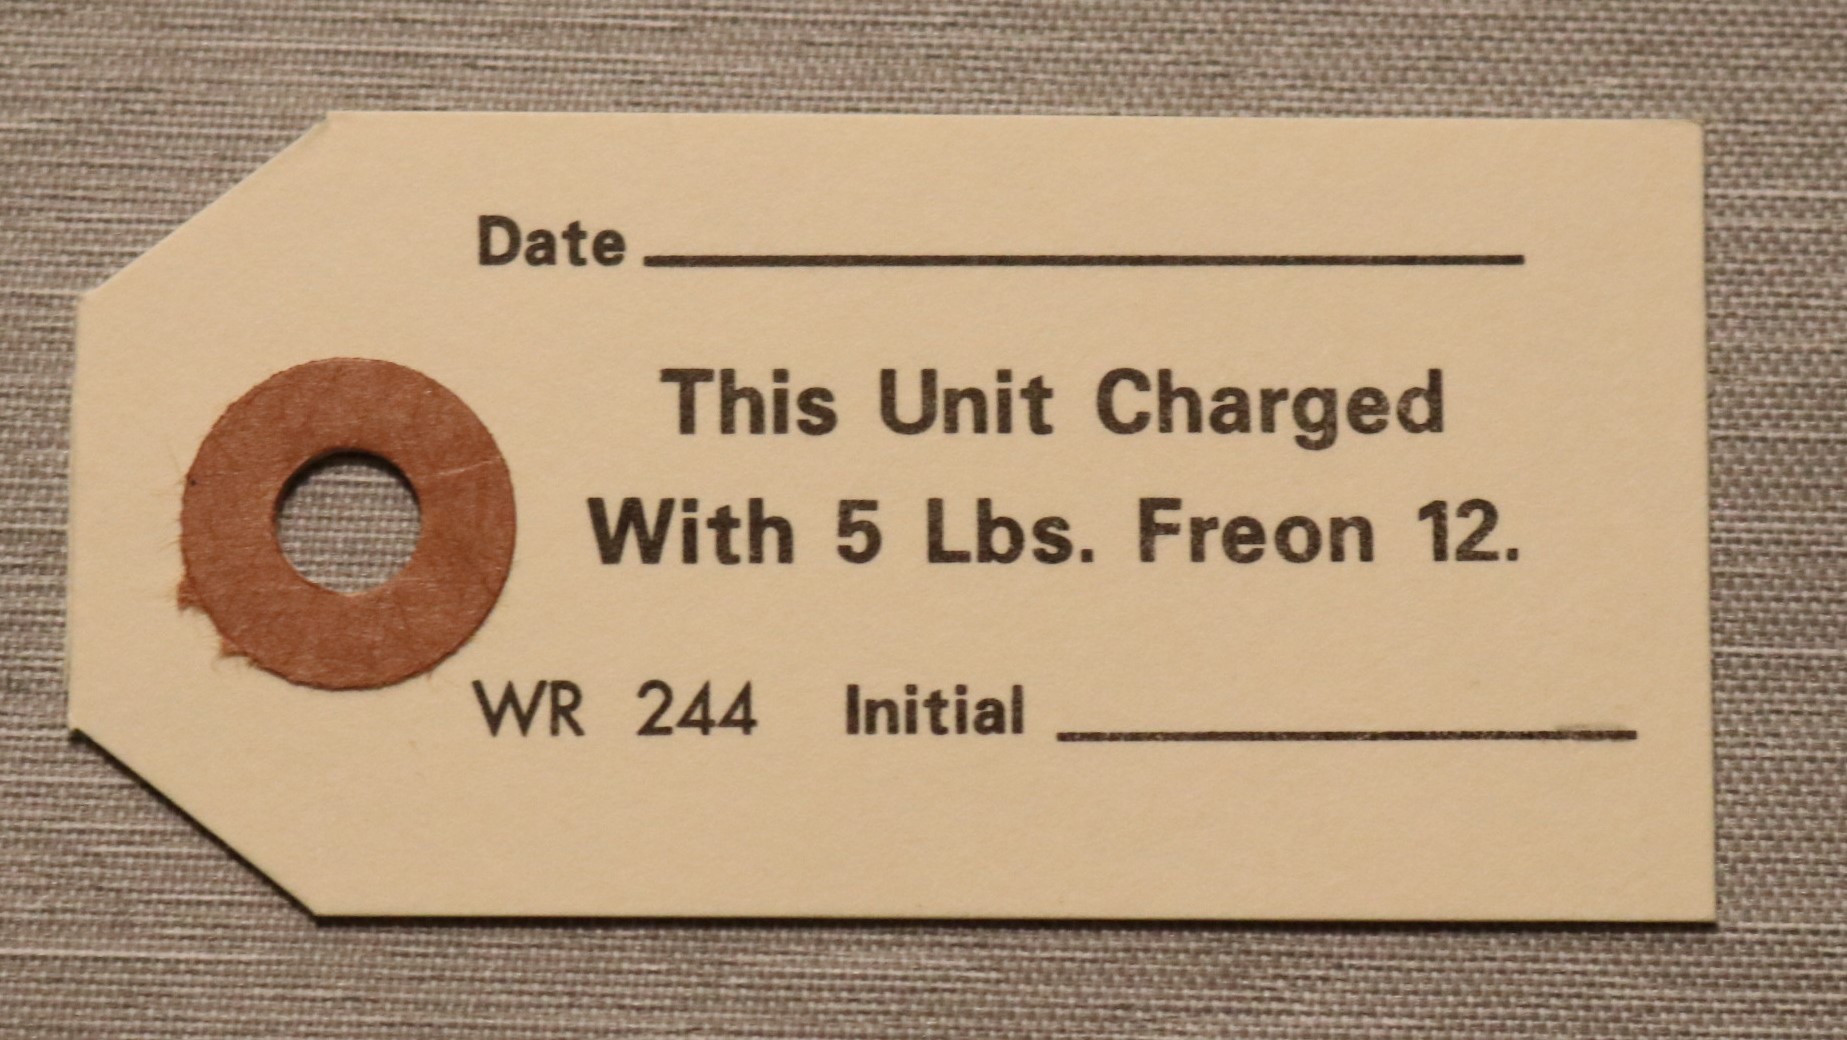 Date
This Unit Charged
With 5 Lbs. Freon 12.
WR 244 Initial